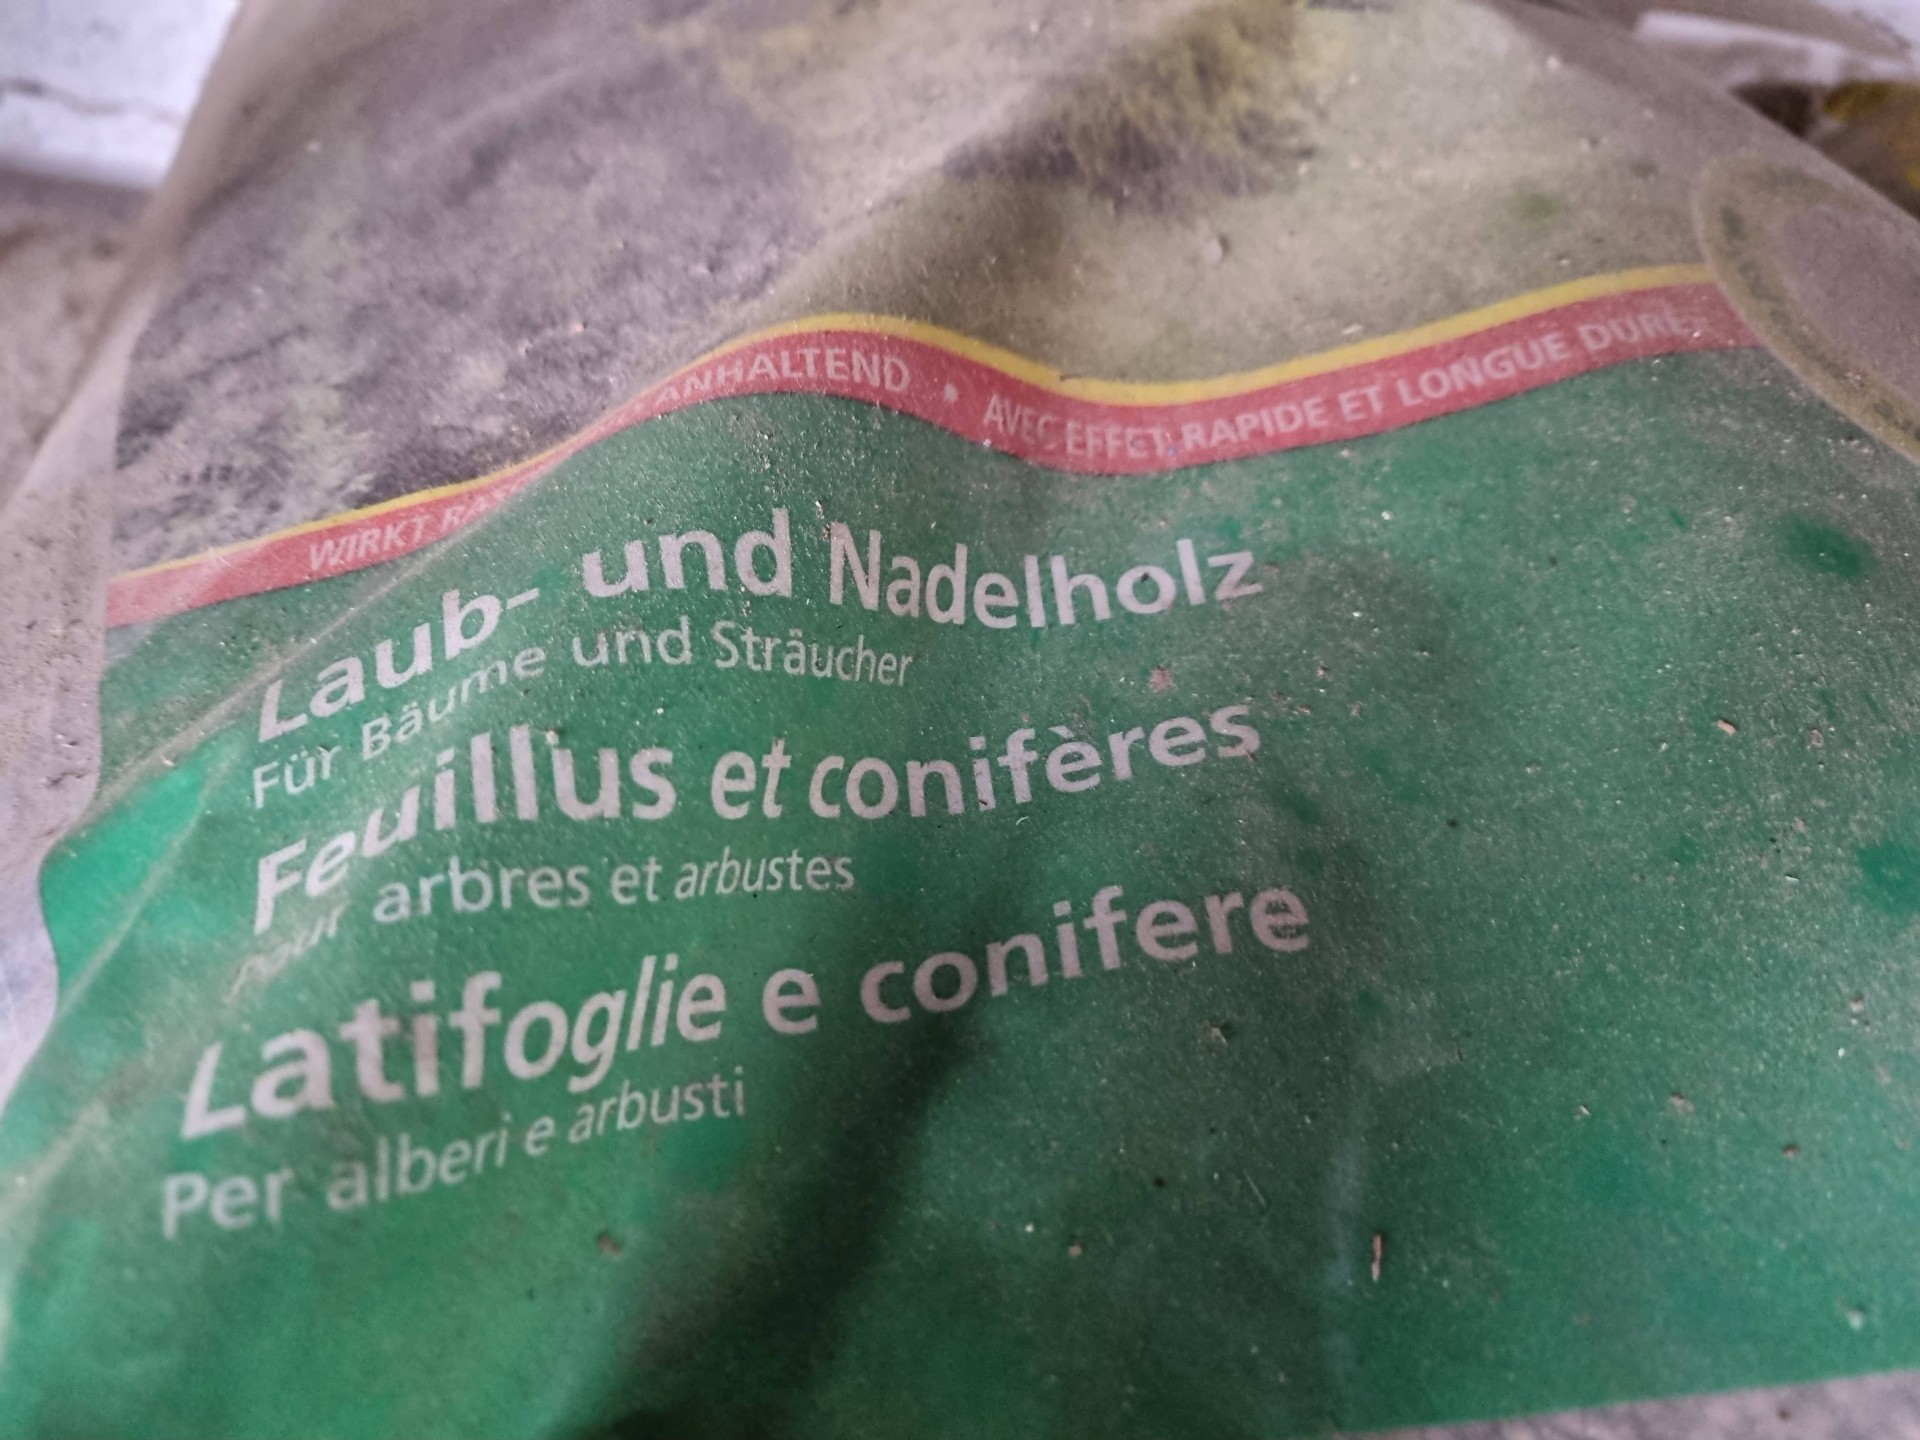 WIRKT ANHALTEND • AVEC EFFET RAPIDE ET LONGUE DURÉE
Laub- und Nadelholz
Für Bäume und Sträucher
Feuillus et conifères
Pour arbres et arbustes
Latifoglie e conifere
Per alberi e arbusti